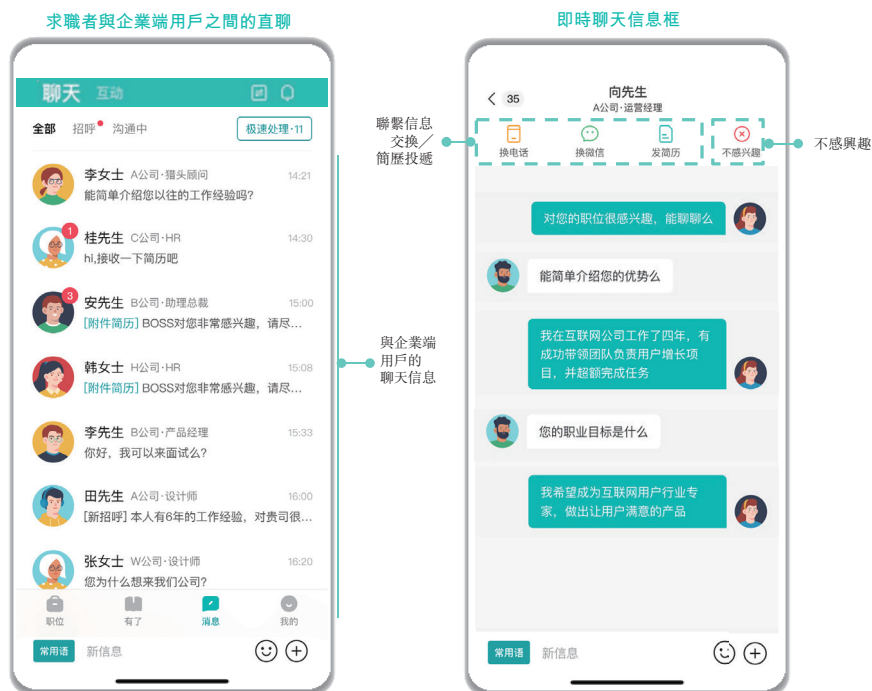 求職者與企業端用戶之間的直聊
聊天 互动
全部 招呼 沟通中 极速处理·11
李女士 A公司·猎头顾问 14:21
能简单介绍您以往的工作经验吗?
1
桂先生 C公司·HR 14:30
hi,接收一下简历吧
3
安先生 B公司·助理总裁 15:00
[附件简历] BOSS对您非常感兴趣，请尽...
韩女士 H公司·HR 15:08
[附件简历] BOSS对您非常感兴趣，请尽...
李先生 B公司·产品经理 15:33
你好，我可以来面试么?
田先生 A公司·设计师 16:00
[新招呼] 本人有6年的工作经验，对贵司很...
张女士 W公司·设计师 16:20
您为什么想来我们公司?
职位 有了 消息 我的
常用语 新信息
與企業端
用戶的
聊天信息
即時聊天信息框
35
向先生
A公司·运营经理
换电话 换微信 发简历 不感兴趣
聯繫信息
交換／
簡歷投遞
不感興趣
对您的职位很感兴趣，能聊聊么
能简单介绍您的优势么
我在互联网公司工作了四年，有
成功带领团队负责用户增长项
目，并超额完成任务
您的职业目标是什么
我希望成为互联网用户行业专
家，做出让用户满意的产品
常用语 新信息